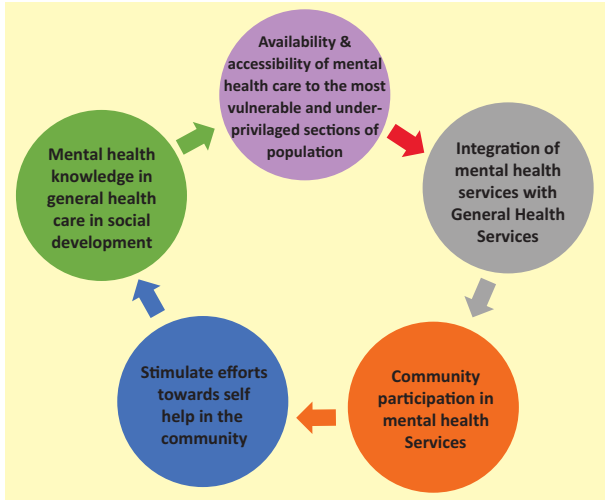 Availability &
accessibility of mental
health care to the most
vulnerable and under-
privilaged sections of
population
Integration of
mental health
services with
General Health
Services
Community
participation in
mental health
Services
Stimulate efforts
towards self
help in the
community
Mental health
knowledge in
general health
care in social
development